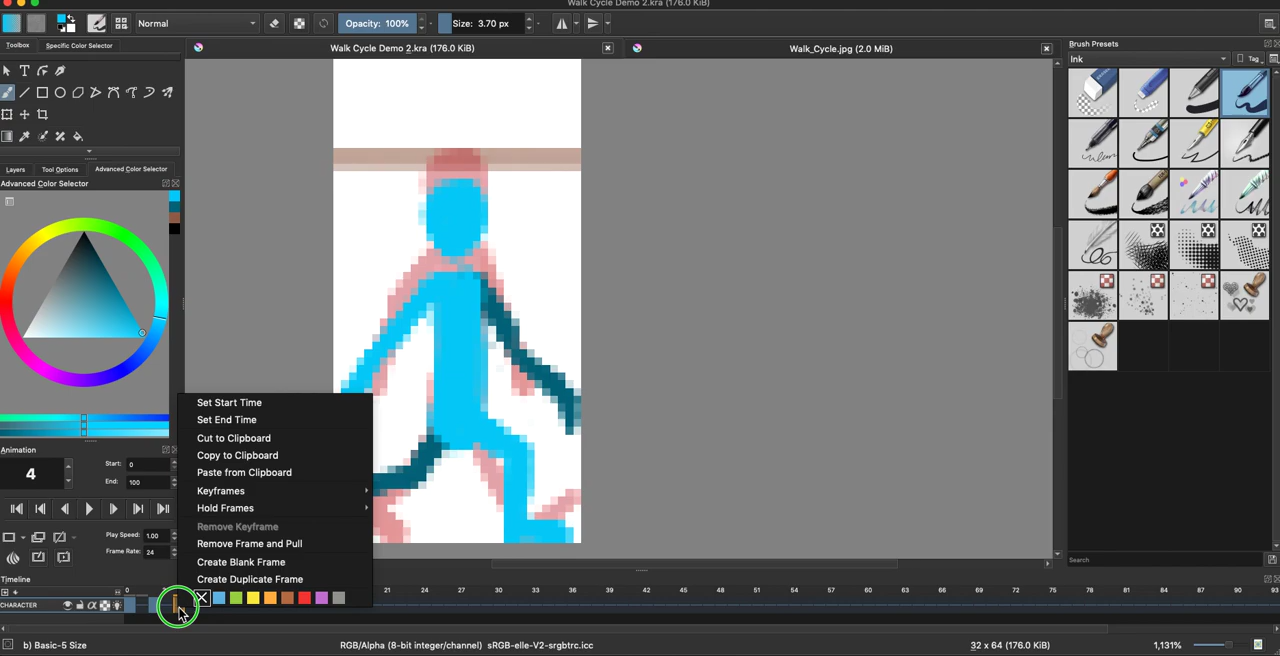 Walk Cycle Demo 2.kra (176.0 KiB)
Normal
Opacity: 100%
Size: 3.70 px
Toolbox
Specific Color Selector
Walk Cycle Demo 2.kra (176.0 KiB)
Walk_Cycle.jpg (2.0 MiB)
Brush Presets
Ink
Tag
Layers
Tool Options
Advanced Color Selector
Advanced Color Selector
Animation
4
Start: 0
End: 100
Play Speed: 1.00
Frame Rate: 24
Set Start Time
Set End Time
Cut to Clipboard
Copy to Clipboard
Paste from Clipboard
Keyframes
Hold Frames
Remove Keyframe
Remove Frame and Pull
Create Blank Frame
Create Duplicate Frame
Search
Timeline
0 21 24 27 30 33 36 39 42 45 48 51 54 57 60 63 66 69 72 75 78 81 84 87 90 93
CHARACTER
b) Basic-5 Size
RGB/Alpha (8-bit integer/channel) sRGB-elle-V2-srgbtrc.icc
32 x 64 (176.0 KiB)
1,131%